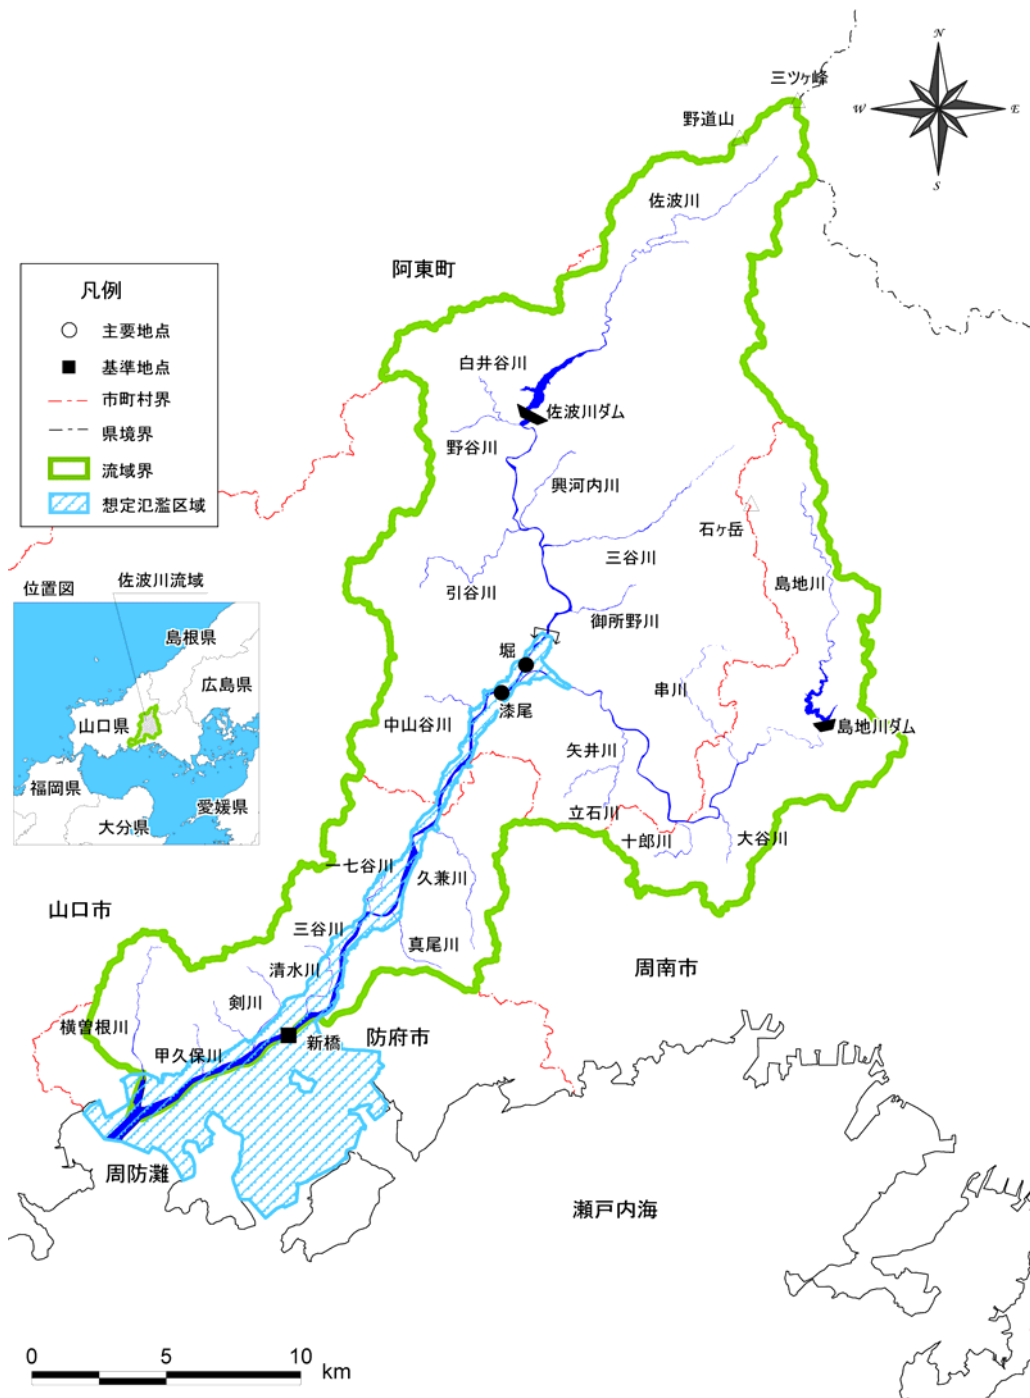 N
W
E
S
三ツヶ峰
野道山
佐波川
阿東町
凡例
主要地点
基準地点
市町村界
県境界
流域界
想定氾濫区域
白井谷川
佐波川ダム
野谷川
興河内川
石ヶ岳
三谷川
島地川
引谷川
御所野川
位置図
佐波川流域
島根県
広島県
山口県
福岡県
愛媛県
大分県
堀
漆尾
串川
中山谷川
島地川ダム
矢井川
立石川
十郎川
大谷川
一七谷川
久兼川
山口市
三谷川
真尾川
清水川
周南市
剣川
横曽根川
新橋
防府市
甲久保川
周防灘
瀬戸内海
0
5
10
km